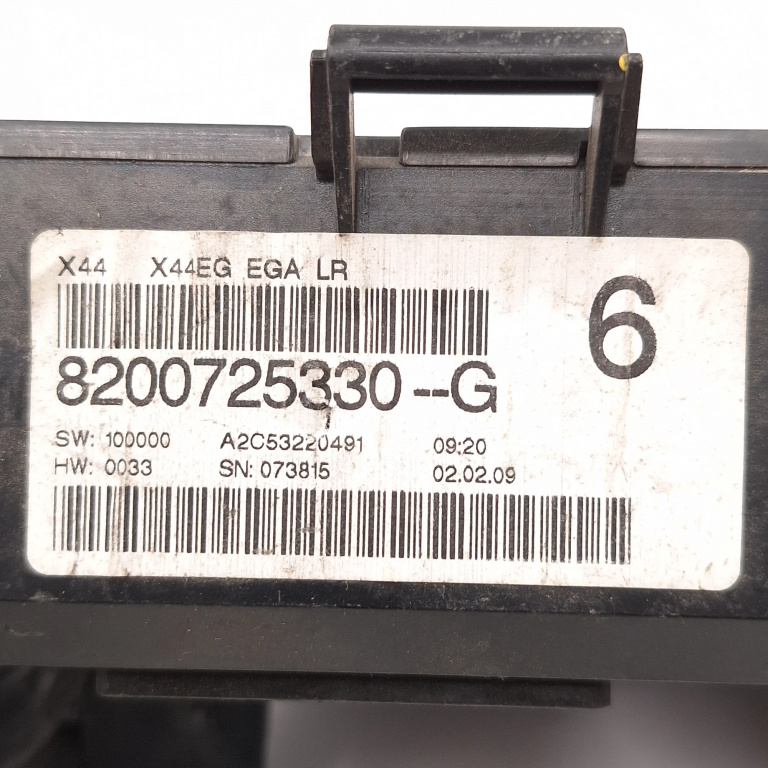 X44 X44EG EGA LR
6
8200725330--G
SW: 100000 A2C53220491 09:20
HW: 0033 SN: 073815 02.02.09